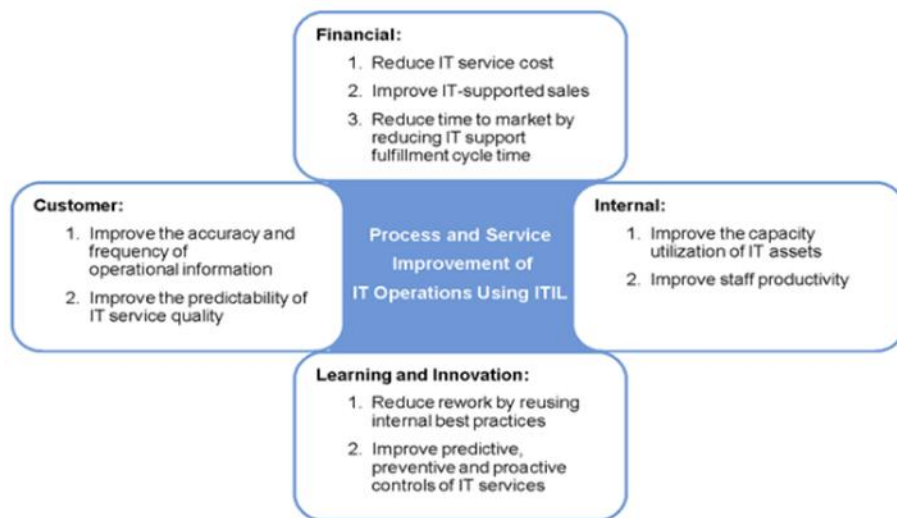 Financial:
1. Reduce IT service cost
2. Improve IT-supported sales
3. Reduce time to market by
reducing IT support
fulfillment cycle time
Customer:
1. Improve the accuracy and
frequency of
operational information
2. Improve the predictability of
IT service quality
Process and Service
Improvement of
IT Operations Using ITIL
Internal:
1. Improve the capacity
utilization of IT assets
2. Improve staff productivity
Learning and Innovation:
1. Reduce rework by reusing
internal best practices
2. Improve predictive,
preventive and proactive
controls of IT services